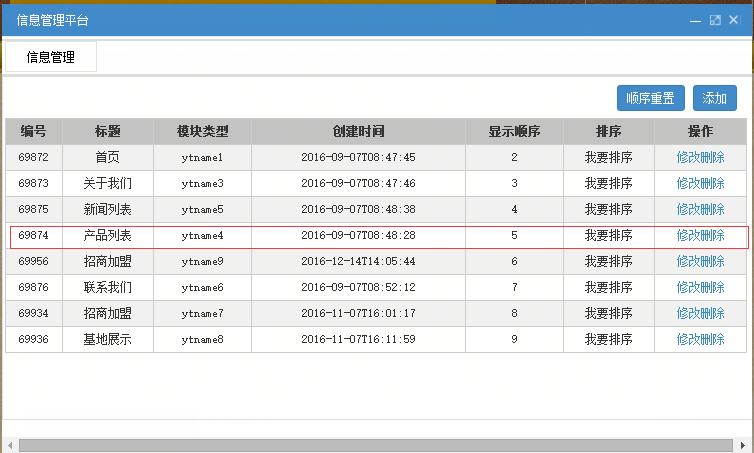 信息管理平台
信息管理
顺序重置 添加
编号 标题 模块类型 创建时间 显示顺序 排序 操作
69872 首页 ytname1 2016-09-07T08:47:45 2 我要排序 修改删除
69873 关于我们 ytname3 2016-09-07T08:47:46 3 我要排序 修改删除
69875 新闻列表 ytname5 2016-09-07T08:48:38 4 我要排序 修改删除
69874 产品列表 ytname4 2016-09-07T08:48:28 5 我要排序 修改删除
69956 招商加盟 ytname9 2016-12-14T14:05:44 6 我要排序 修改删除
69876 联系我们 ytname6 2016-09-07T08:52:12 7 我要排序 修改删除
69934 招商加盟 ytname7 2016-11-07T16:01:17 8 我要排序 修改删除
69936 基地展示 ytname8 2016-11-07T16:11:59 9 我要排序 修改删除